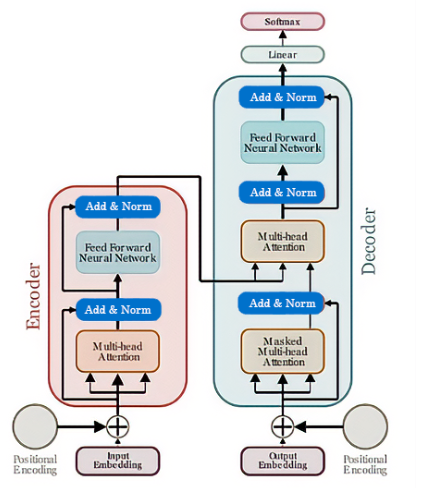 Softmax
Linear
Add & Norm
Feed Forward
Neural Network
Add & Norm
Multi-head
Attention
Add & Norm
Masked
Multi-head
Attention
Decoder
Encoder
Add & Norm
Feed Forward
Neural Network
Add & Norm
Multi-head
Attention
Positional
Encoding
Input
Embedding
Output
Embedding
Positional
Encoding